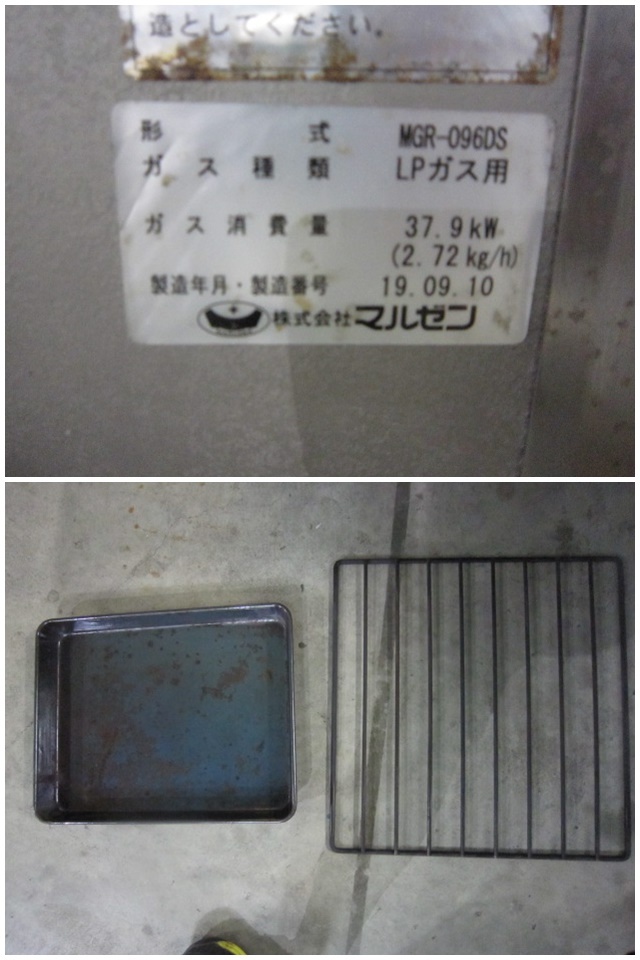 造としてください。
形式 MGR-096DS
ガス種類 LPガス用
ガス消費量 37.9kW
(2.72kg/h)
製造年月・製造番号 19.09.10
株式会社マルゼン